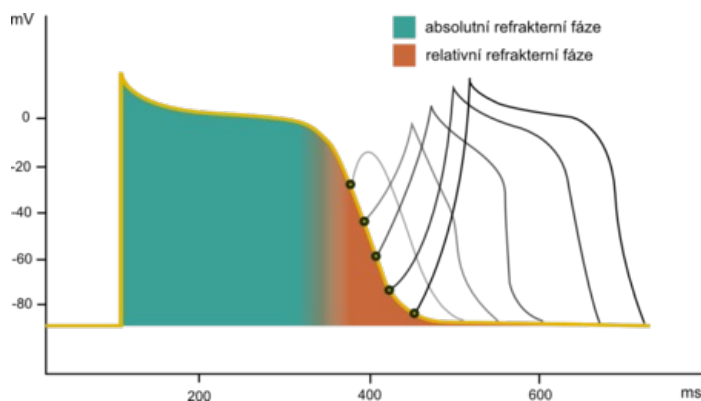 mV
absolutní refrakterní fáze
relativní refrakterní fáze
0
-20
-40
-60
-80
200
400
600
ms